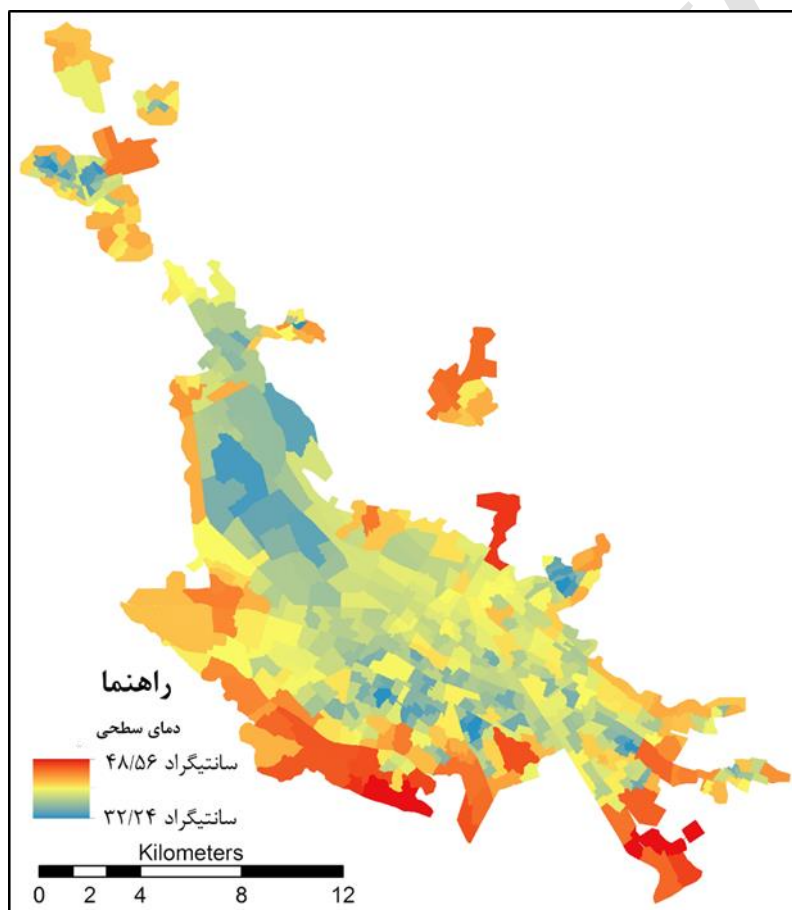 راهنما
دمای سطحی
۴۸/۵۶ سانتیگراد
۳۲/۲۴ سانتیگراد
Kilometers
0 2 4 8 12